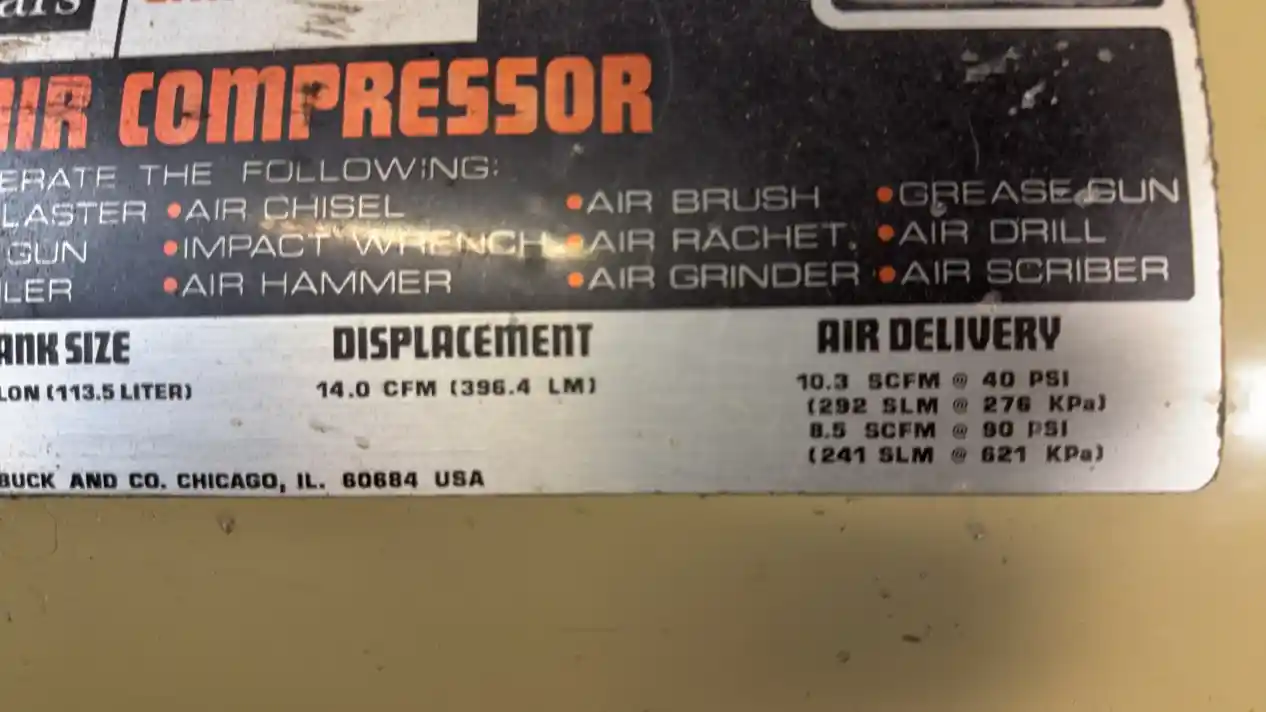 AIR COMPRESSOR
ERATE THE FOLLOWING:
LASTER •AIR CHISEL •AIR BRUSH •GREASE GUN
GUN •IMPACT WRENCH •AIR RACHET. •AIR DRILL
LER •AIR HAMMER •AIR GRINDER •AIR SCRIBER
ANK SIZE DISPLACEMENT AIR DELIVERY
LON (113.5 LITER) 14.0 CFM (396.4 LM) 10.3 SCFM @ 40 PSI
(292 SLM @ 276 KPa)
8.5 SCFM @ 90 PSI
(241 SLM @ 621 KPa)
BUCK AND CO. CHICAGO, IL. 60684 USA